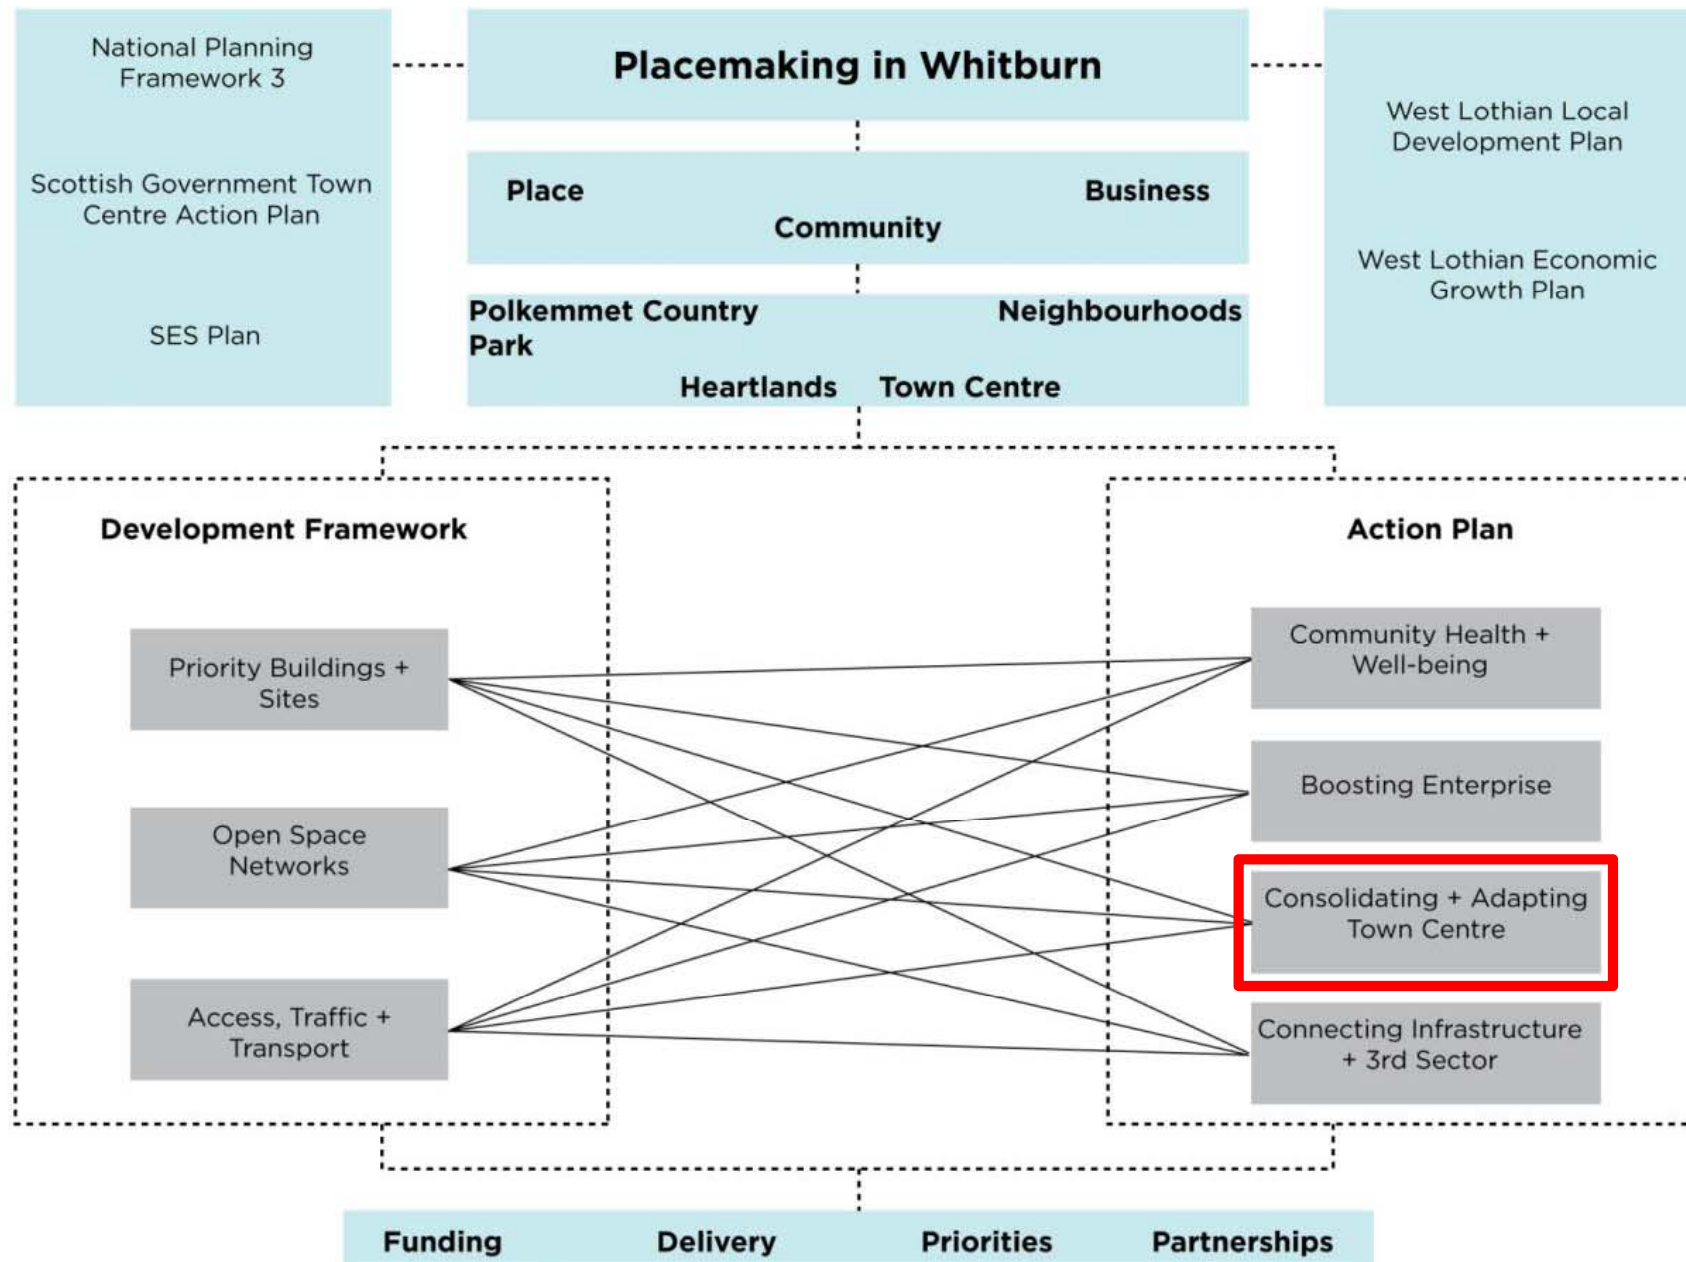 National Planning
Framework 3
Scottish Government Town
Centre Action Plan
SES Plan
Placemaking in Whitburn
Place
Business
Community
Polkemmet Country
Park
Neighbourhoods
Heartlands
Town Centre
West Lothian Local
Development Plan
West Lothian Economic
Growth Plan
Development Framework
Priority Buildings +
Sites
Open Space
Networks
Access, Traffic +
Transport
Action Plan
Community Health +
Well-being
Boosting Enterprise
Consolidating + Adapting
Town Centre
Connecting Infrastructure
+ 3rd Sector
Funding
Delivery
Priorities
Partnerships